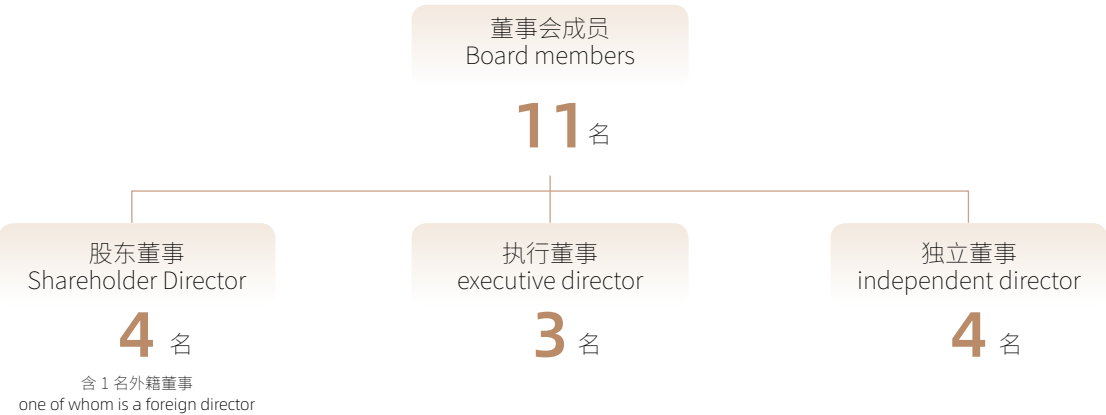 董事会成员
Board members
11 名
股东董事
Shareholder Director
4 名
含 1 名外籍董事
one of whom is a foreign director
执行董事
executive director
3 名
独立董事
independent director
4 名